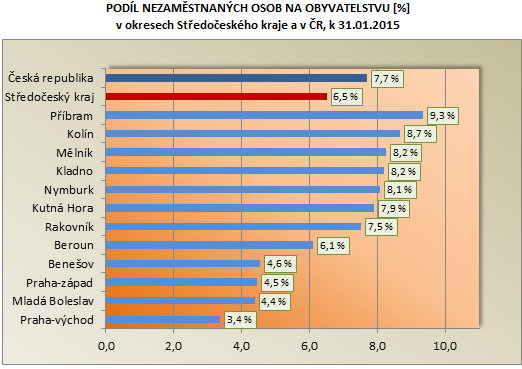 PODÍL NEZAMĚSTNANÝCH OSOB NA OBYVATELSTVU [%]
v okresech Středočeského kraje a v ČR, k 31.01.2015
Česká republika 7,7 %
Středočeský kraj 6,5 %
Příbram 9,3 %
Kolín 8,7 %
Mělník 8,2 %
Kladno 8,2 %
Nymburk 8,1 %
Kutná Hora 7,9 %
Rakovník 7,5 %
Beroun 6,1 %
Benešov 4,6 %
Praha-západ 4,5 %
Mladá Boleslav 4,4 %
Praha-východ 3,4 %
0,0 2,0 4,0 6,0 8,0 10,0